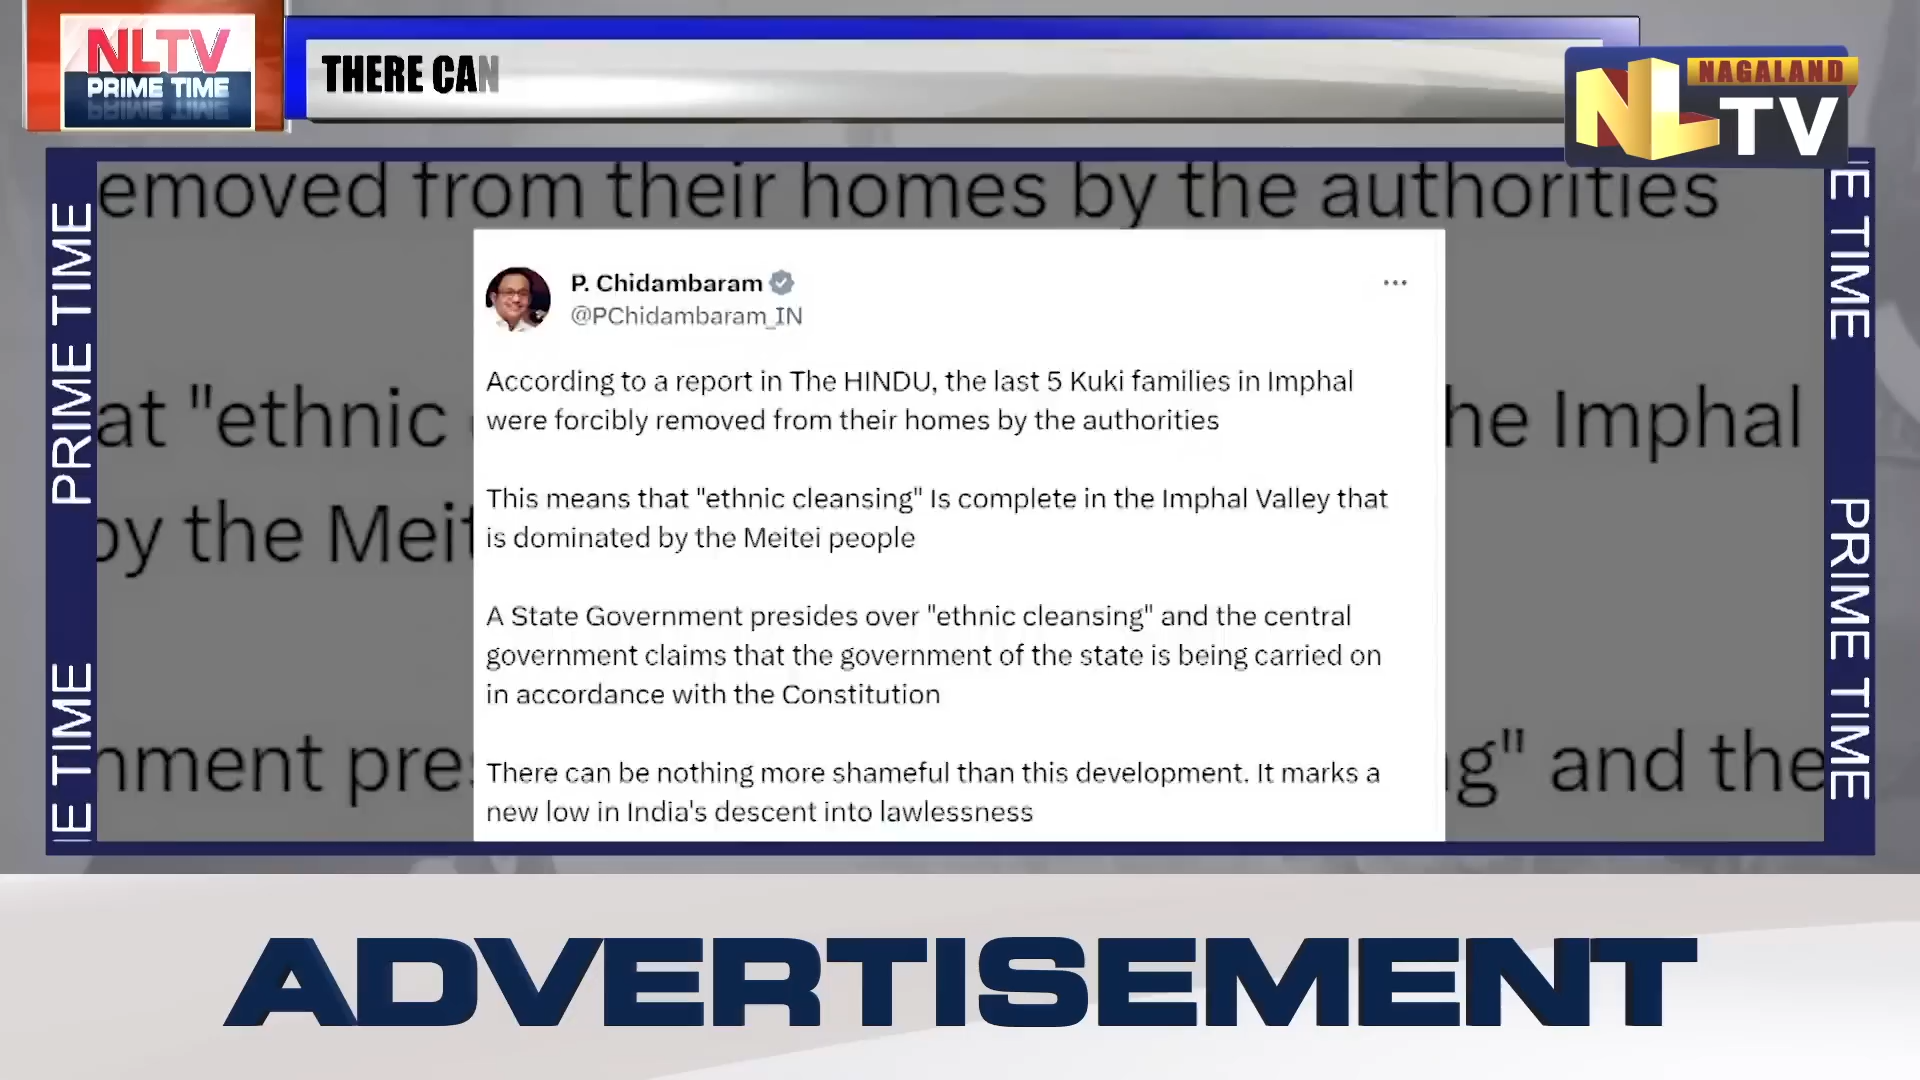 NLTV
PRIME TIME
THERE CAN
NAGALAND
NLTV
emoved from their homes by the authorities
PRIME TIME
IE TIME
IE TIME
PRIME TIME
P. Chidambaram
@PChidambaram_IN
According to a report in The HINDU, the last 5 Kuki families in Imphal
were forcibly removed from their homes by the authorities
This means that "ethnic cleansing" Is complete in the Imphal Valley that
is dominated by the Meitei people
A State Government presides over "ethnic cleansing" and the central
government claims that the government of the state is being carried on
in accordance with the Constitution
There can be nothing more shameful than this development. It marks a
new low in India's descent into lawlessness
at "ethnic
he Imphal
by the Meit
nment pre
g" and the
ADVERTISEMENT